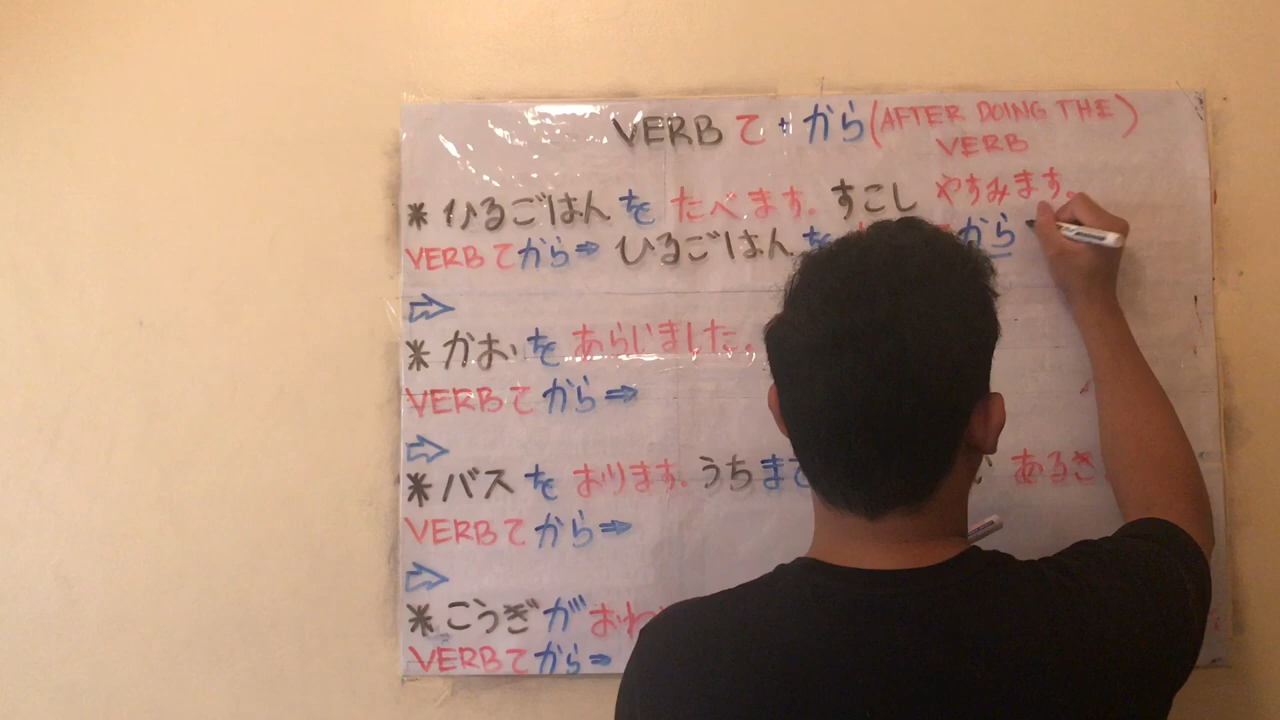 VERB て + から (AFTER DOING THE
VERB)
* ひるごはん を たべます. すこし やすみます.
VERB て から ⇒ ひるごはん を から
⇨
* かお を あらいました.
VERB て から ⇒
⇨
* バス を おります. うち まで あるき
VERB て から ⇒
⇨
* こうぎ が おわ
VERB て から ⇒